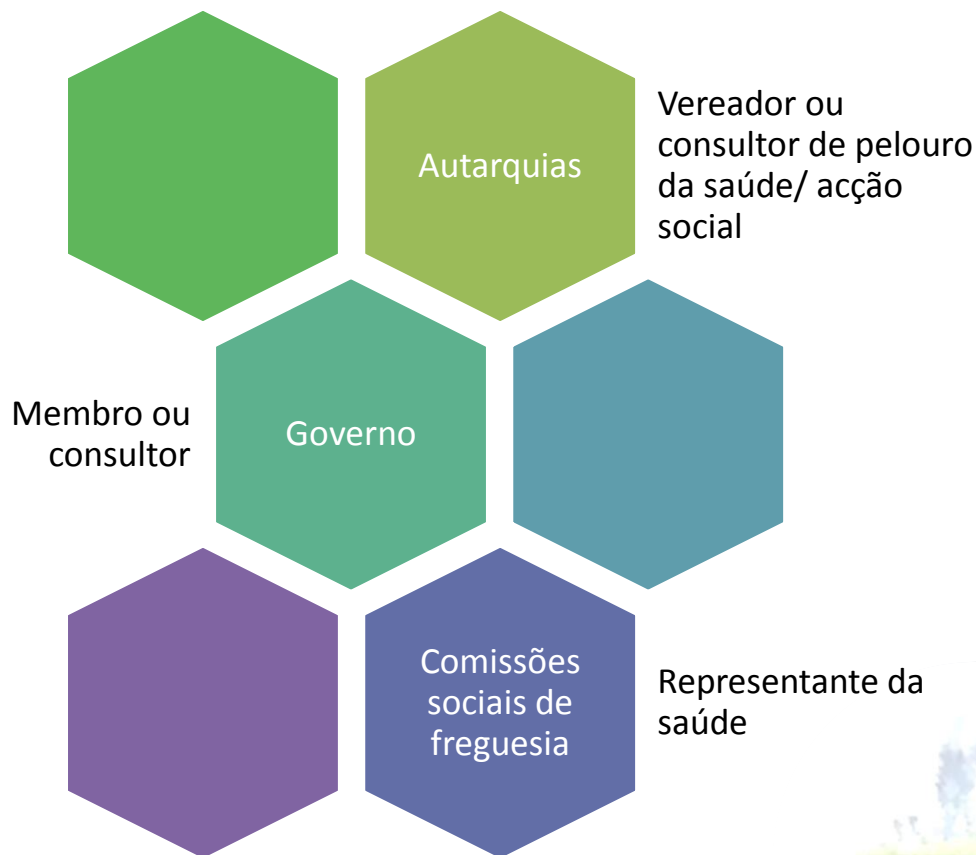 Autarquias
Vereador ou
consultor de pelouro
da saúde/ acção
social
Membro ou
consultor
Governo
Comissões
sociais de
freguesia
Representante da
saúde